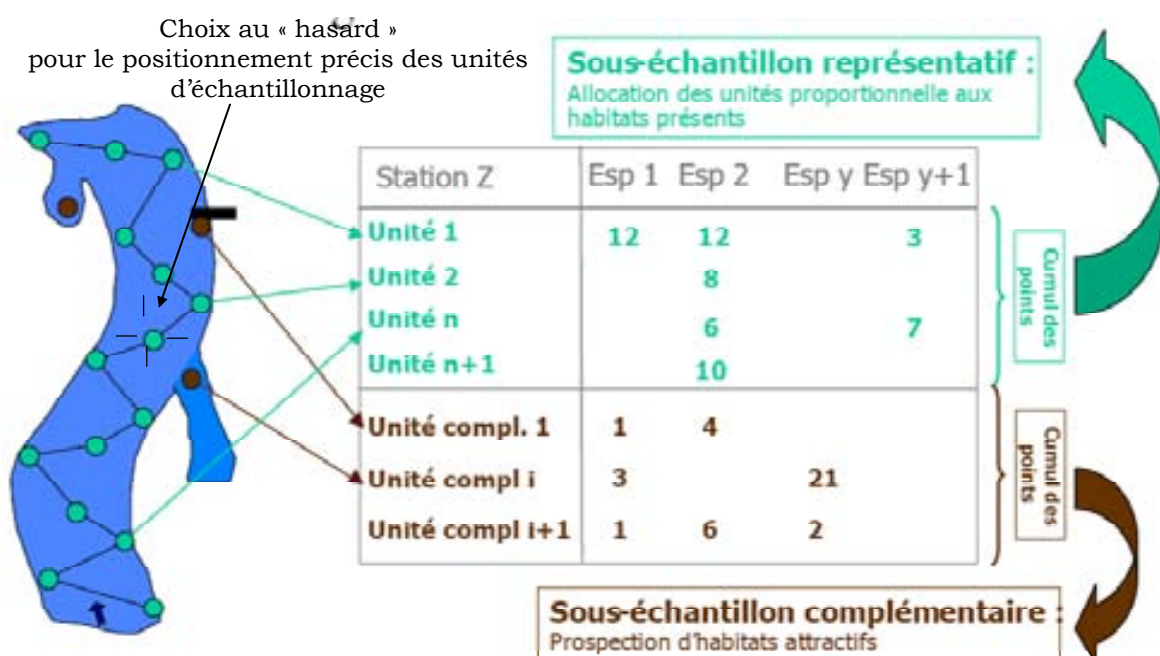 Choix au « hasard »
pour le positionnement précis des unités
d’échantillonnage
Sous-échantillon représentatif :
Allocation des unités proportionnelle aux
habitats présents
Station Z Esp 1 Esp 2 Esp y Esp y+1
Unité 1 12 12 3
Unité 2 8
Unité n 6 7
Unité n+1 10
Cumul des
points
Unité compl. 1 1 4
Unité compl i 3 21
Unité compl i+1 1 6 2
Cumul des
points
Sous-échantillon complémentaire :
Prospection d’habitats attractifs